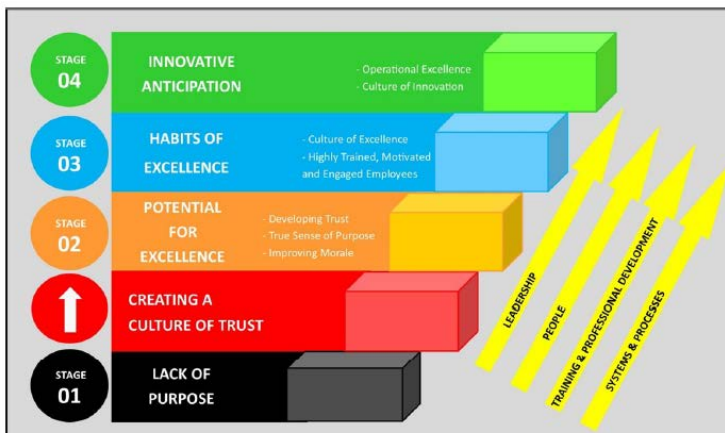 STAGE
04
INNOVATIVE
ANTICIPATION
- Operational Excellence
- Culture of Innovation
STAGE
03
HABITS OF
EXCELLENCE
- Culture of Excellence
- Highly Trained, Motivated
and Engaged Employees
STAGE
02
POTENTIAL
FOR
EXCELLENCE
- Developing Trust
- True Sense of Purpose
- Improving Morale
CREATING A
CULTURE OF TRUST
STAGE
01
LACK OF
PURPOSE
LEADERSHIP
PEOPLE
TRAINING & PROFESSIONAL DEVELOPMENT
SYSTEMS & PROCESSES